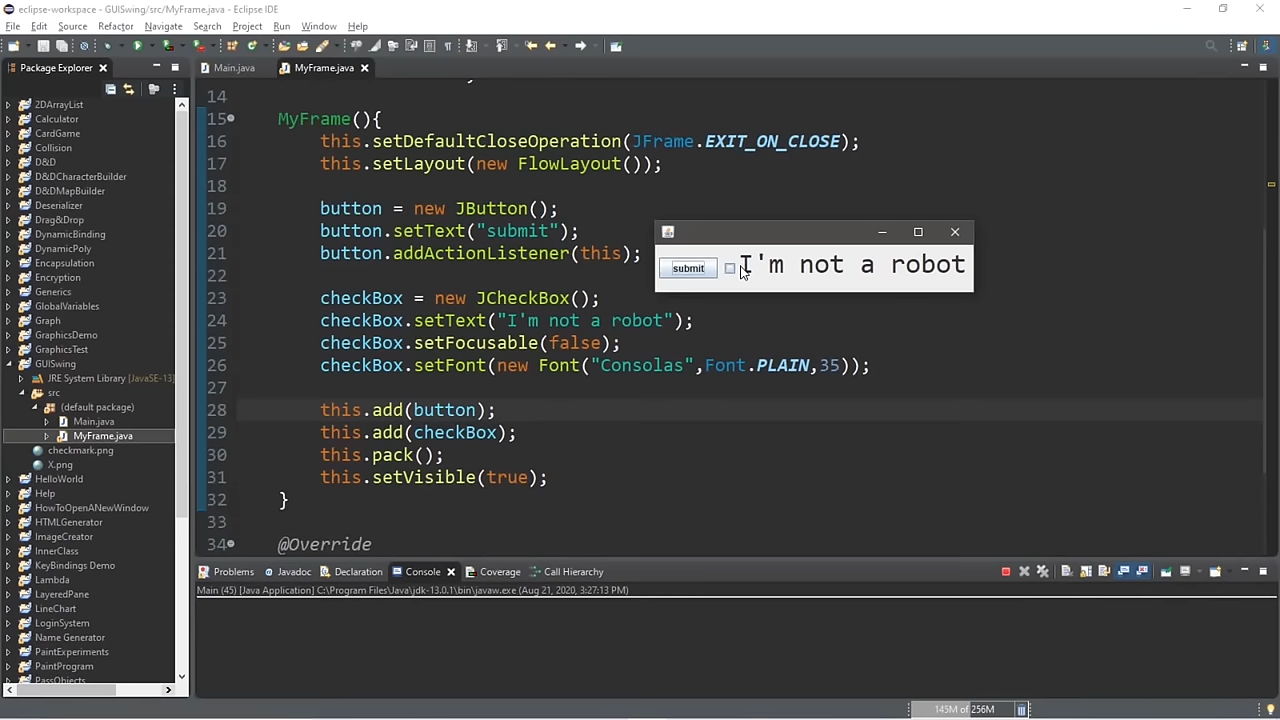 eclipse-workspace - GUISwing/src/MyFrame.java - Eclipse IDE
File Edit Source Refactor Navigate Search Project Run Window Help
Package Explorer
Main.java MyFrame.java
2DArrayList
Calculator
CardGame
Collision
D&D
D&DCharacterBuilder
D&DMapBuilder
Deserializer
Drag&Drop
DynamicBinding
DynamicPoly
Encapsulation
Encryption
Generics
GlobalVariables
Graph
GraphicsDemo
GraphicsTest
GUISwing
JRE System Library [JavaSE-13]
src
(default package)
Main.java
MyFrame.java
checkmark.png
X.png
HelloWorld
Help
HowToOpenANewWindow
HTMLGenerator
ImageCreator
InnerClass
KeyBindings Demo
Lambda
LayeredPane
LineChart
LoginSystem
Name Generator
PaintExperiments
PaintProgram
PassObjects
14
15 MyFrame(){
16 this.setDefaultCloseOperation(JFrame.EXIT_ON_CLOSE);
17 this.setLayout(new FlowLayout());
18
19 button = new JButton();
20 button.setText("submit");
21 button.addActionListener(this);
22
23 checkBox = new JCheckBox();
24 checkBox.setText("I'm not a robot");
25 checkBox.setFocusable(false);
26 checkBox.setFont(new Font("Consolas",Font.PLAIN,35));
27
28 this.add(button);
29 this.add(checkBox);
30 this.pack();
31 this.setVisible(true);
32 }
33
34 @Override
submit I'm not a robot
Problems Javadoc Declaration Console Coverage Call Hierarchy
Main (45) [Java Application] C:\Program Files\Java\jdk-13.0.1\bin\javaw.exe (Aug 21, 2020, 3:27:13 PM)
145M of 256M